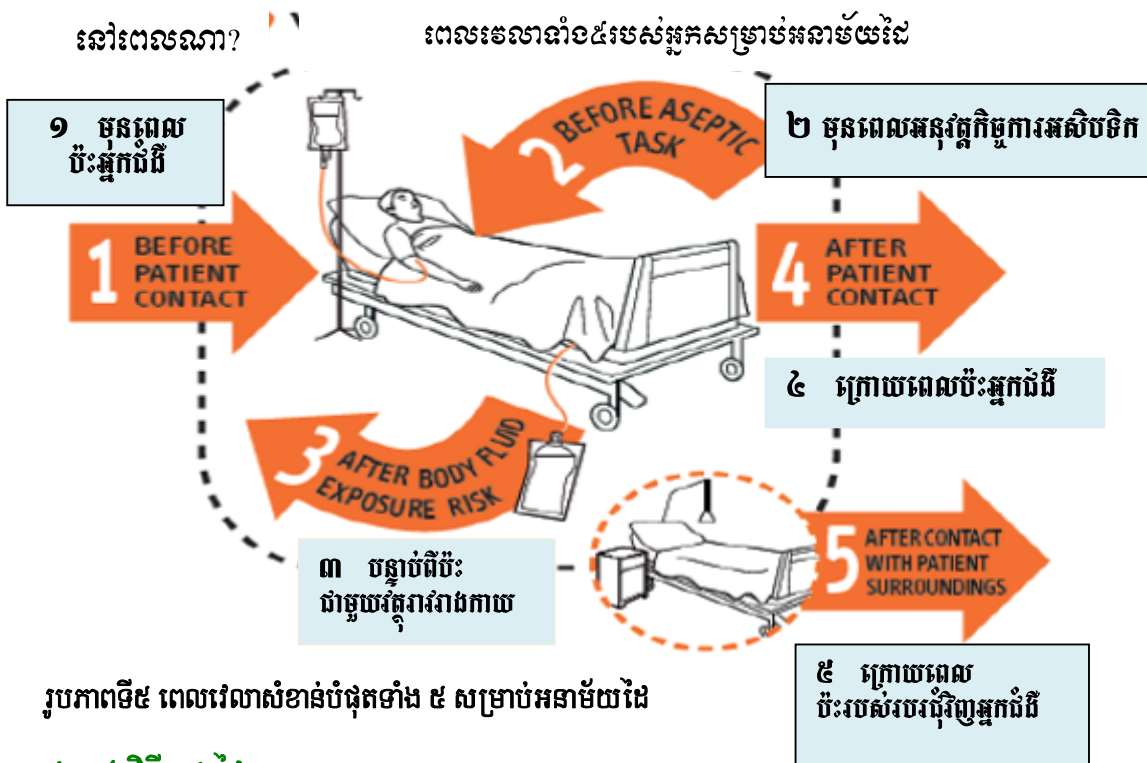 នៅពេលណា?
ពេលវេលាទាំង៥របស់អ្នកសម្រាប់អនាម័យដៃ
១ មុនពេល
ប៉ះអ្នកជំងឺ
2 BEFORE ASEPTIC
TASK
២ មុនពេលអនុវត្តកិច្ចការអសិបទិក
1 BEFORE
PATIENT
CONTACT
4 AFTER
PATIENT
CONTACT
៤ ក្រោយពេលប៉ះអ្នកជំងឺ
3 AFTER BODY FLUID
EXPOSURE RISK
៣ បន្ទាប់ពីប៉ះ
ជាមួយវត្ថុរាវរាងកាយ
5 AFTER CONTACT
WITH PATIENT
SURROUNDINGS
៥ ក្រោយពេល
ប៉ះរបស់របរជុំវិញអ្នកជំងឺ
រូបភាពទី៥ ពេលវេលាសំខាន់បំផុតទាំង ៥ សម្រាប់អនាម័យដៃ